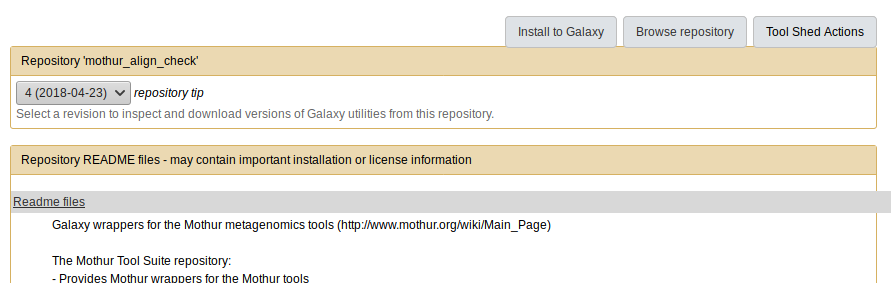 Install to Galaxy Browse repository Tool Shed Actions
Repository 'mothur_align_check'
4 (2018-04-23) repository tip
Select a revision to inspect and download versions of Galaxy utilities from this repository.
Repository README files - may contain important installation or license information
Readme files
Galaxy wrappers for the Mothur metagenomics tools (http://www.mothur.org/wiki/Main_Page)
The Mothur Tool Suite repository:
- Provides Mothur wrappers for the Mothur tools